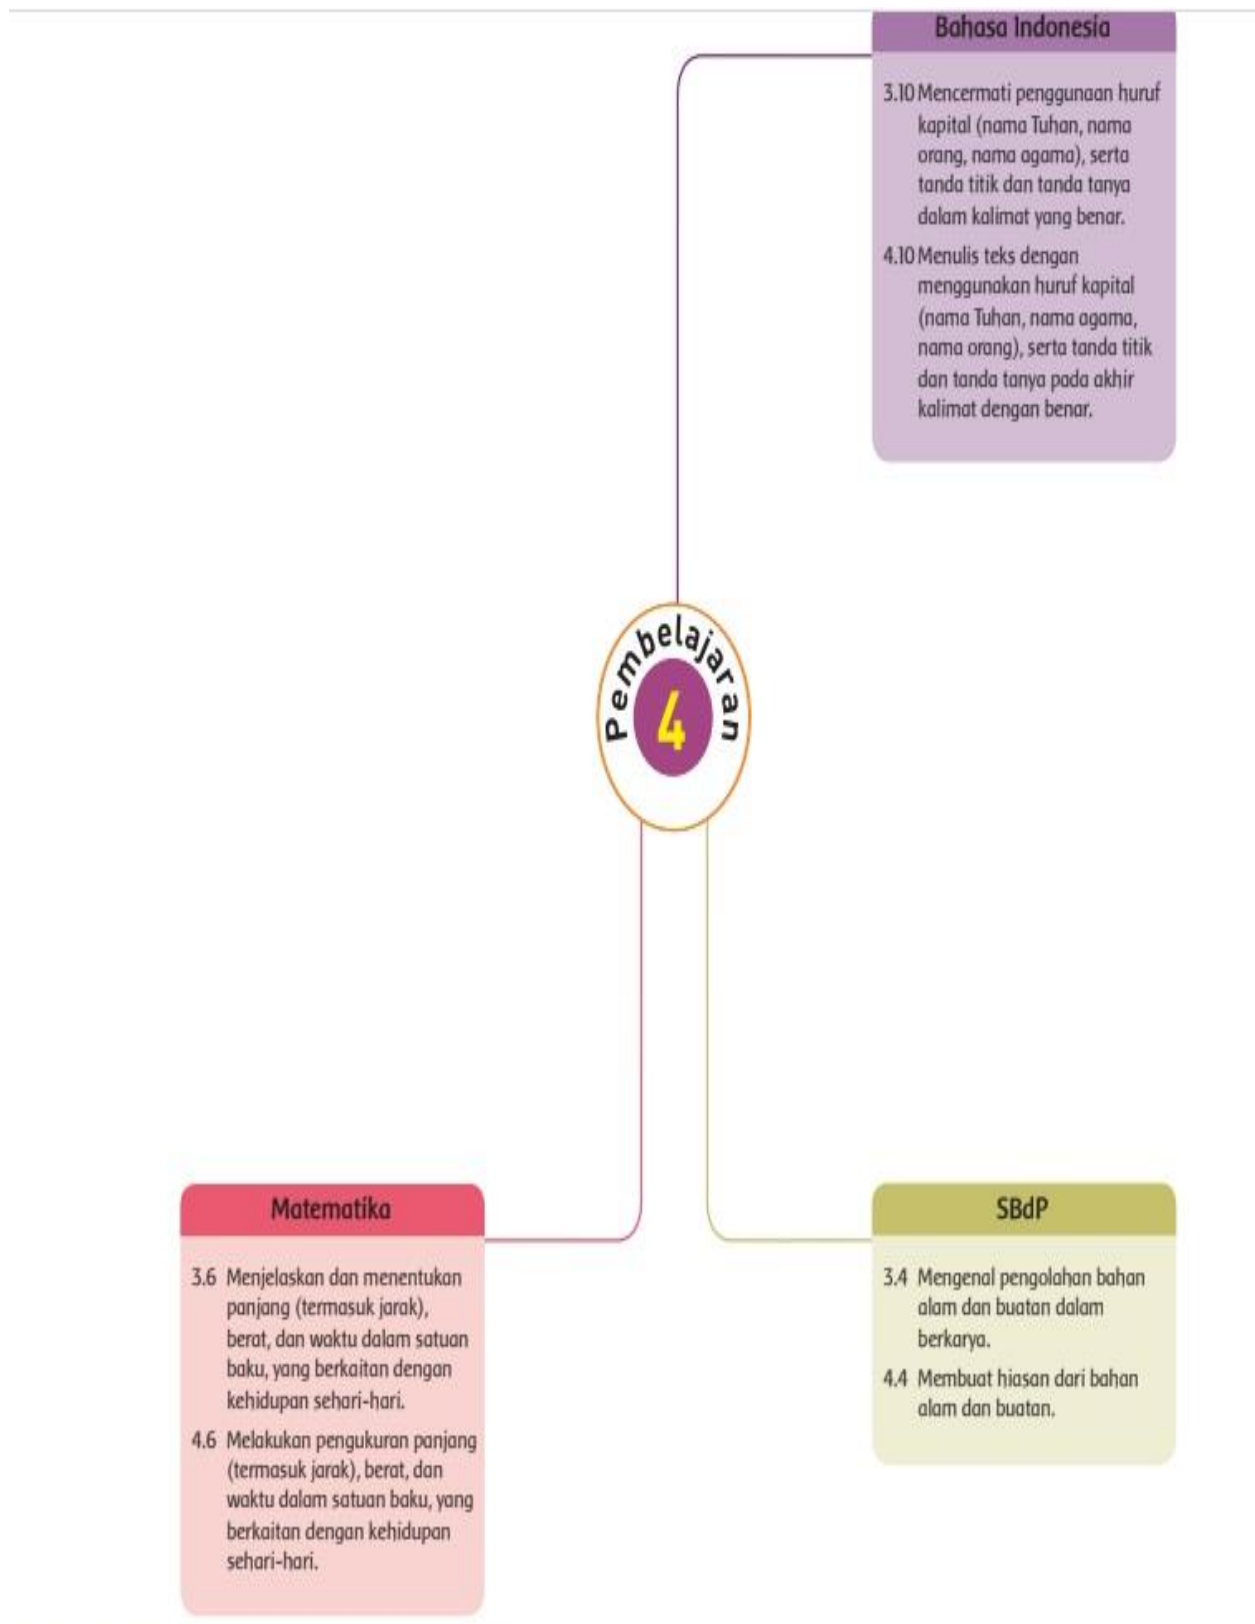 Bahasa Indonesia
3.10 Mencermati penggunaan huruf
kapital (nama Tuhan, nama
orang, nama agama), serta
tanda titik dan tanda tanya
dalam kalimat yang benar.
4.10 Menulis teks dengan
menggunakan huruf kapital
(nama Tuhan, nama agama,
nama orang), serta tanda titik
dan tanda tanya pada akhir
kalimat dengan benar.
Pembelajaran
4
Matematika
3.6 Menjelaskan dan menentukan
panjang (termasuk jarak),
berat, dan waktu dalam satuan
baku, yang berkaitan dengan
kehidupan sehari-hari.
4.6 Melakukan pengukuran panjang
(termasuk jarak), berat, dan
waktu dalam satuan baku, yang
berkaitan dengan kehidupan
sehari-hari.
SBdP
3.4 Mengenal pengolahan bahan
alam dan buatan dalam
berkarya.
4.4 Membuat hiasan dari bahan
alam dan buatan.